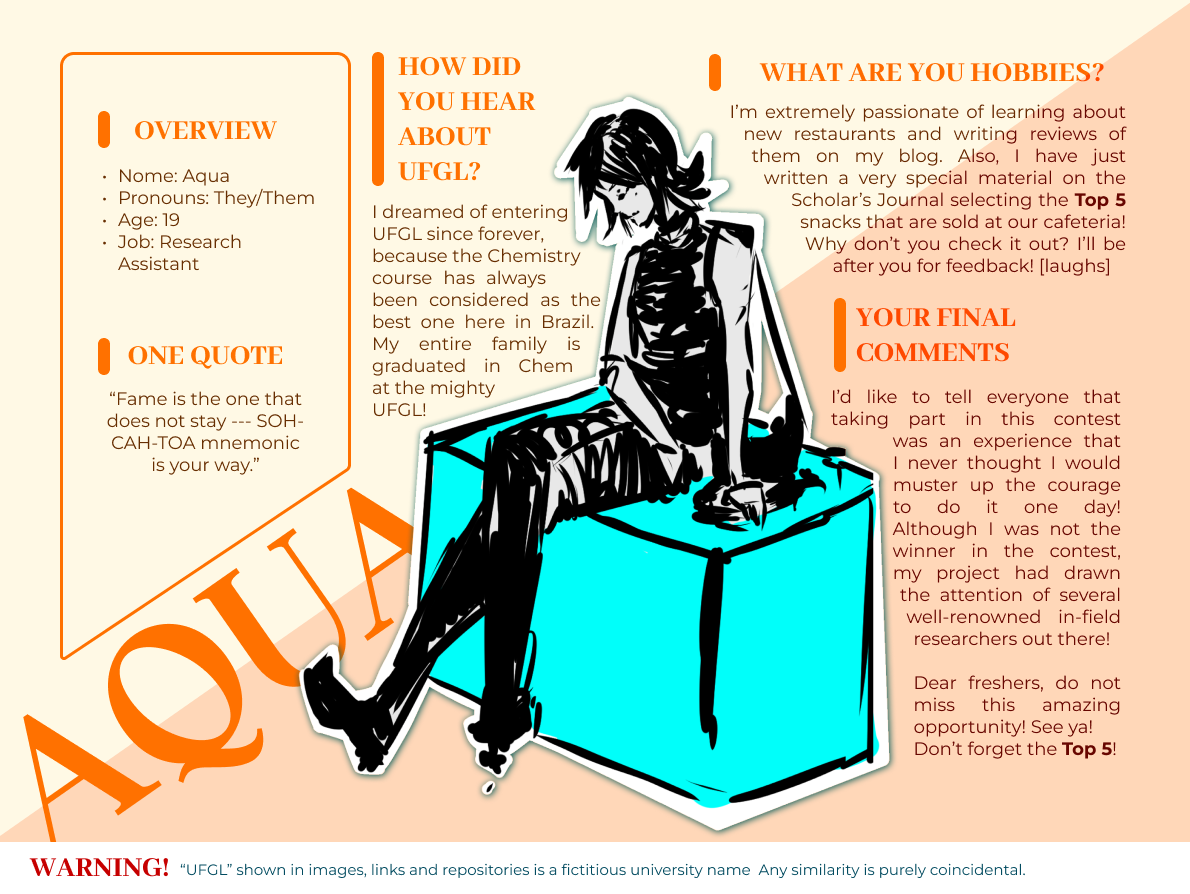 OVERVIEW
• Nome: Aqua
• Pronouns: They/Them
• Age: 19
• Job: Research
Assistant
ONE QUOTE
“Fame is the one that
does not stay --- SOH-
CAH-TOA mnemonic
is your way.”
AQUA
HOW DID
YOU HEAR
ABOUT
UFGL?
I dreamed of entering
UFGL since forever,
because the Chemistry
course has always
been considered as the
best one here in Brazil.
My entire family is
graduated in Chem
at the mighty
UFGL!
WHAT ARE YOU HOBBIES?
I’m extremely passionate of learning about
new restaurants and writing reviews of
them on my blog. Also, I have just
written a very special material on the
Scholar’s Journal selecting the Top 5
snacks that are sold at our cafeteria!
Why don’t you check it out? I’ll be
after you for feedback! [laughs]
YOUR FINAL
COMMENTS
I’d like to tell everyone that
taking part in this contest
was an experience that
I never thought I would
muster up the courage
to do it one day!
Although I was not the
winner in the contest,
my project had drawn
the attention of several
well-renowned in-field
researchers out there!
Dear freshers, do not
miss this amazing
opportunity! See ya!
Don’t forget the Top 5!
WARNING! “UFGL” shown in images, links and repositories is a fictitious university name Any similarity is purely coincidental.